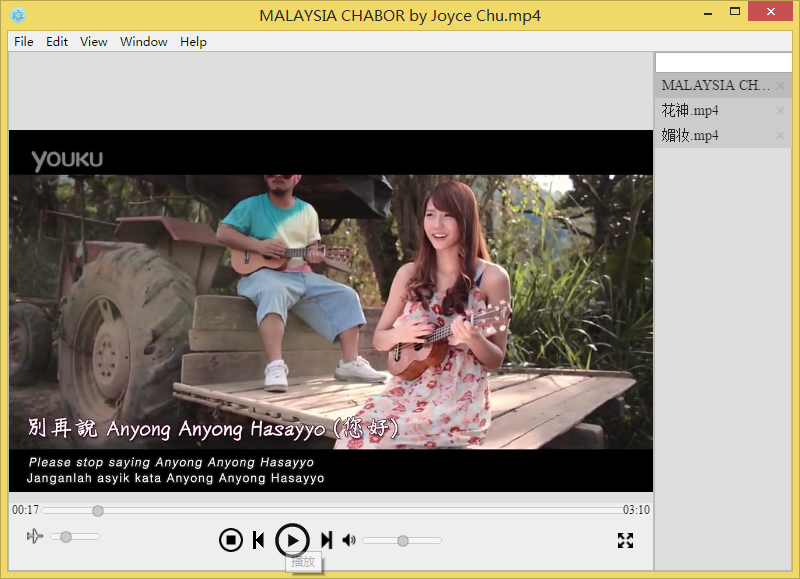 MALAYSIA CHABOR by Joyce Chu.mp4
File Edit View Window Help
MALAYSIA CH...
花神.mp4
媚妆.mp4
YOUKU
別再說 Anyong Anyong Hasayyo (您好)
Please stop saying Anyong Anyong Hasayyo
Janganlah asyik kata Anyong Anyong Hasayyo
00:17
03:10
播放